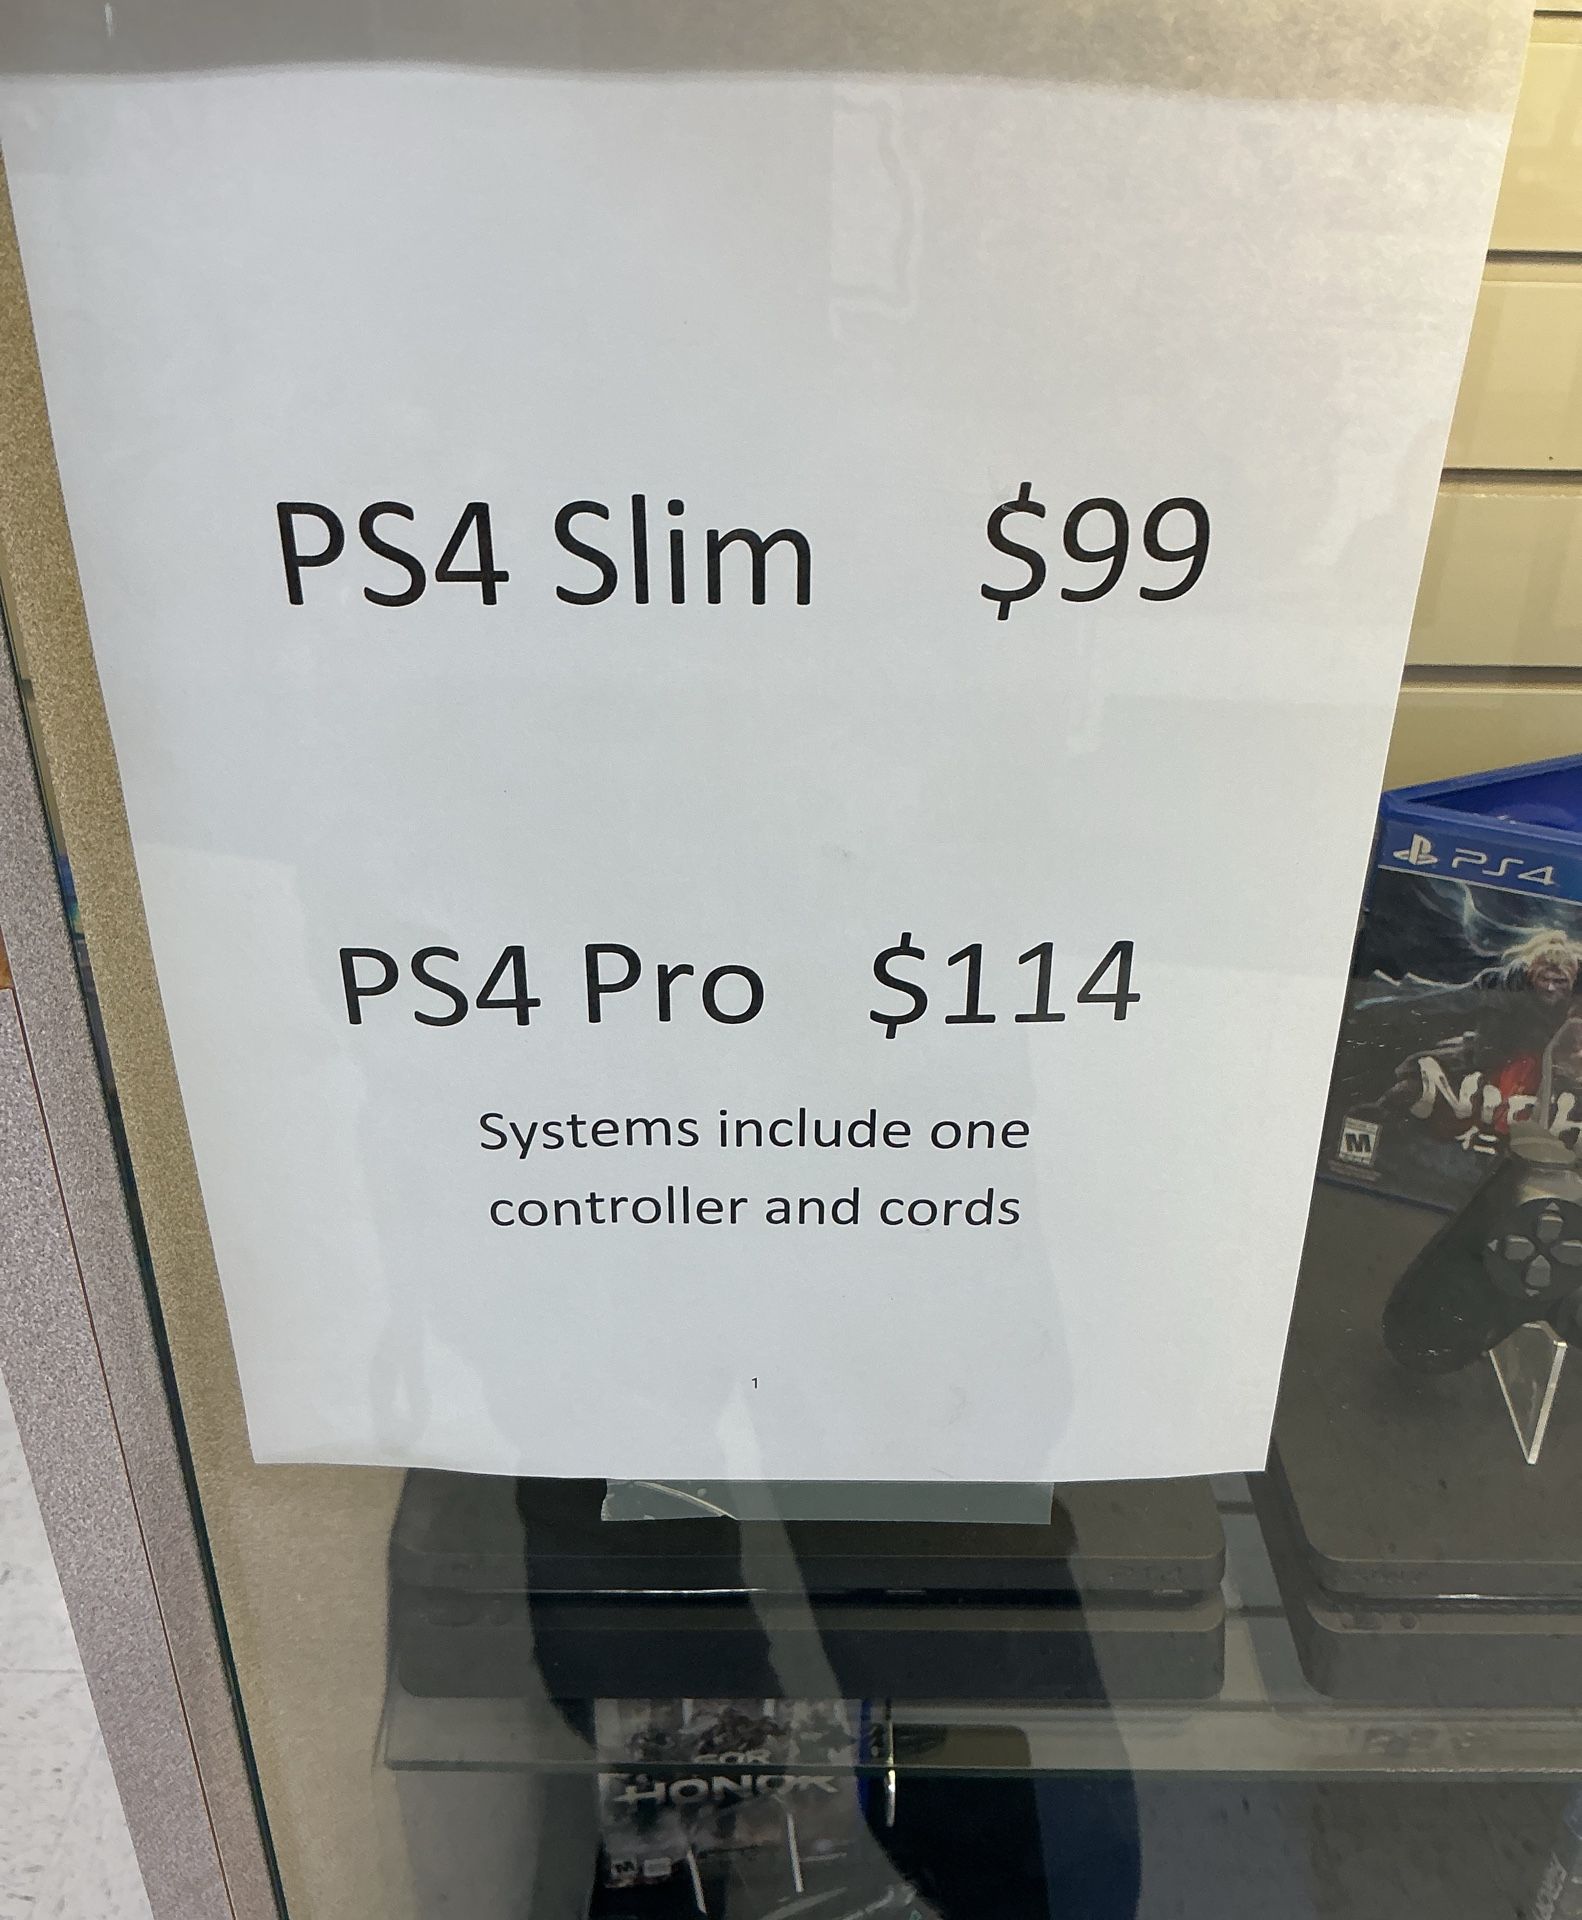 PS4 Slim $99
PS4 Pro $114
Systems include one
controller and cords
1
PS4
M
FOR
HONOR
M